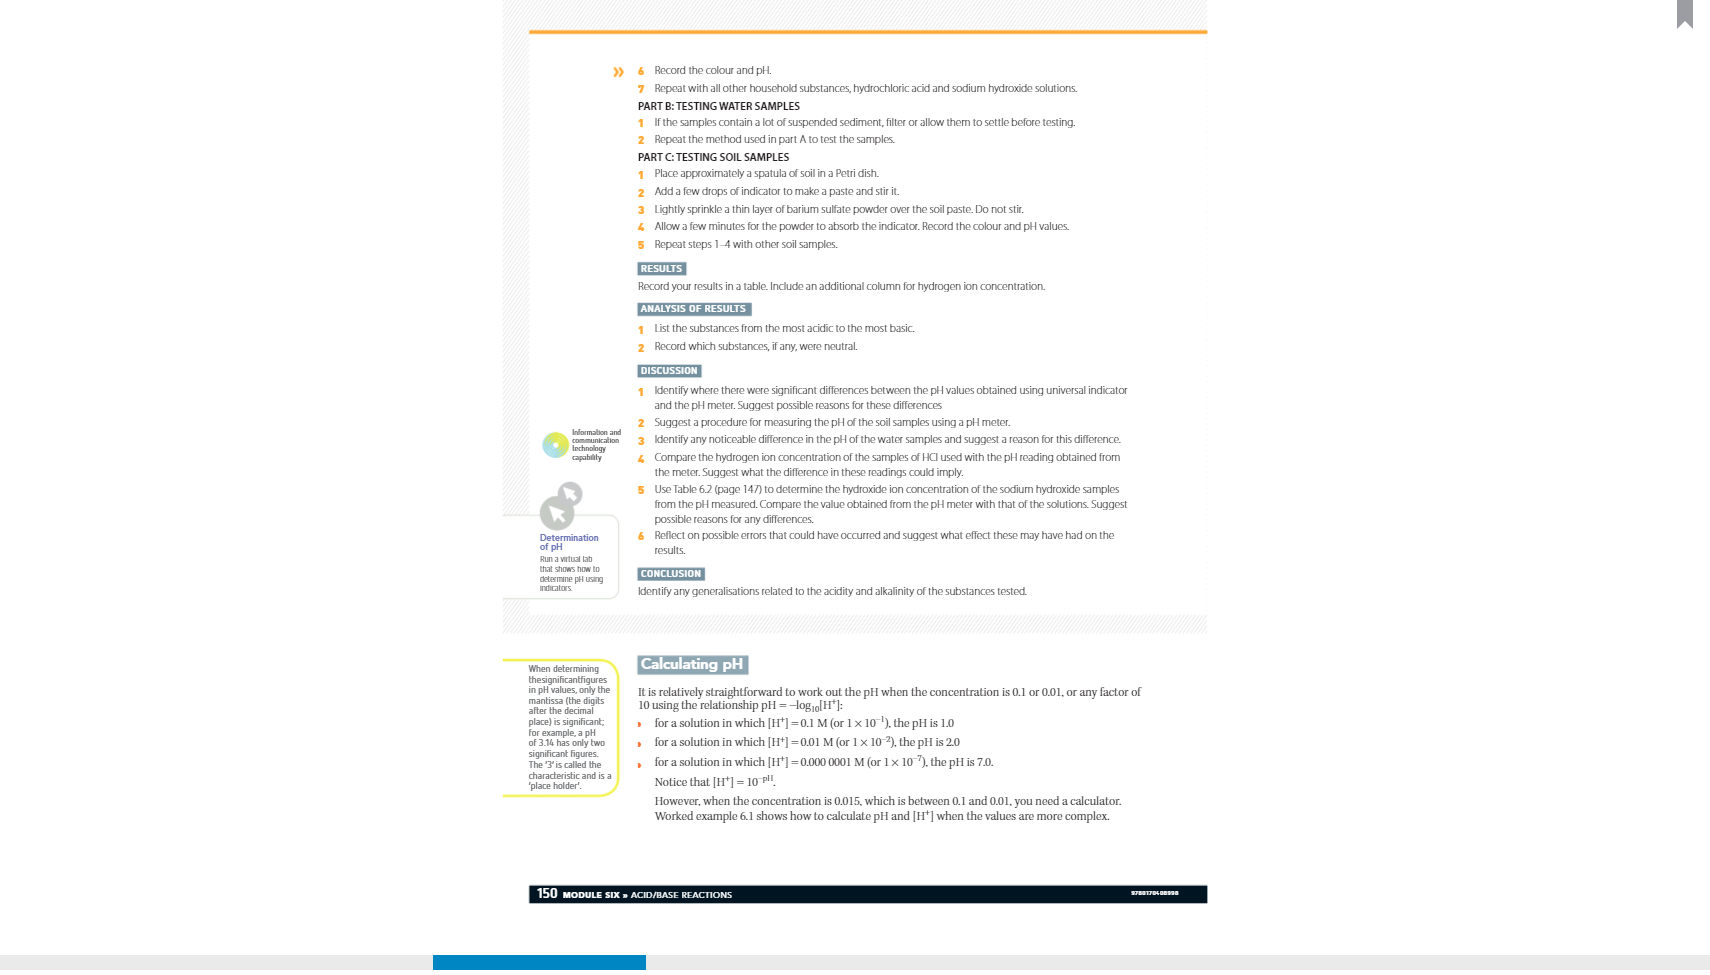 » 6 Record the colour and pH.
7 Repeat with all other household substances, hydrochloric acid and sodium hydroxide solutions.
PART B: TESTING WATER SAMPLES
1 If the samples contain a lot of suspended sediment, filter or allow them to settle before testing.
2 Repeat the method used in part A to test the samples.
PART C: TESTING SOIL SAMPLES
1 Place approximately a spatula of soil in a Petri dish.
2 Add a few drops of indicator to make a paste and stir it.
3 Lightly sprinkle a thin layer of barium sulfate powder over the soil paste. Do not stir.
4 Allow a few minutes for the powder to absorb the indicator. Record the colour and pH values.
5 Repeat steps 1–4 with other soil samples.
RESULTS
Record your results in a table. Include an additional column for hydrogen ion concentration.
ANALYSIS OF RESULTS
1 List the substances from the most acidic to the most basic.
2 Record which substances, if any, were neutral.
DISCUSSION
1 Identify where there were significant differences between the pH values obtained using universal indicator
and the pH meter. Suggest possible reasons for these differences
2 Suggest a procedure for measuring the pH of the soil samples using a pH meter.
3 Identify any noticeable difference in the pH of the water samples and suggest a reason for this difference.
4 Compare the hydrogen ion concentration of the samples of HCl used with the pH reading obtained from
the meter. Suggest what the difference in these readings could imply.
5 Use Table 6.2 (page 147) to determine the hydroxide ion concentration of the sodium hydroxide samples
from the pH measured. Compare the value obtained from the pH meter with that of the solutions. Suggest
possible reasons for any differences.
6 Reflect on possible errors that could have occurred and suggest what effect these may have had on the
results.
CONCLUSION
Identify any generalisations related to the acidity and alkalinity of the substances tested.
Information and
communication
technology
capability
Determination
of pH
Run a virtual lab
that shows how to
determine pH using
indicators.
When determining
thesignificantfigures
in pH values, only the
mantissa (the digits
after the decimal
place) is significant;
for example, a pH
of 3.14 has only two
significant figures.
The '3' is called the
characteristic and is a
'place holder'.
Calculating pH
It is relatively straightforward to work out the pH when the concentration is 0.1 or 0.01, or any factor of
10 using the relationship pH = −log₁₀[H⁺]:
for a solution in which [H⁺] = 0.1 M (or 1 × 10⁻¹), the pH is 1.0
for a solution in which [H⁺] = 0.01 M (or 1 × 10⁻²), the pH is 2.0
for a solution in which [H⁺] = 0.000 0001 M (or 1 × 10⁻⁷), the pH is 7.0.
Notice that [H⁺] = 10⁻ᵖᴴ.
However, when the concentration is 0.015, which is between 0.1 and 0.01, you need a calculator.
Worked example 6.1 shows how to calculate pH and [H⁺] when the values are more complex.
150 MODULE SIX » ACID/BASE REACTIONS
9780170408998